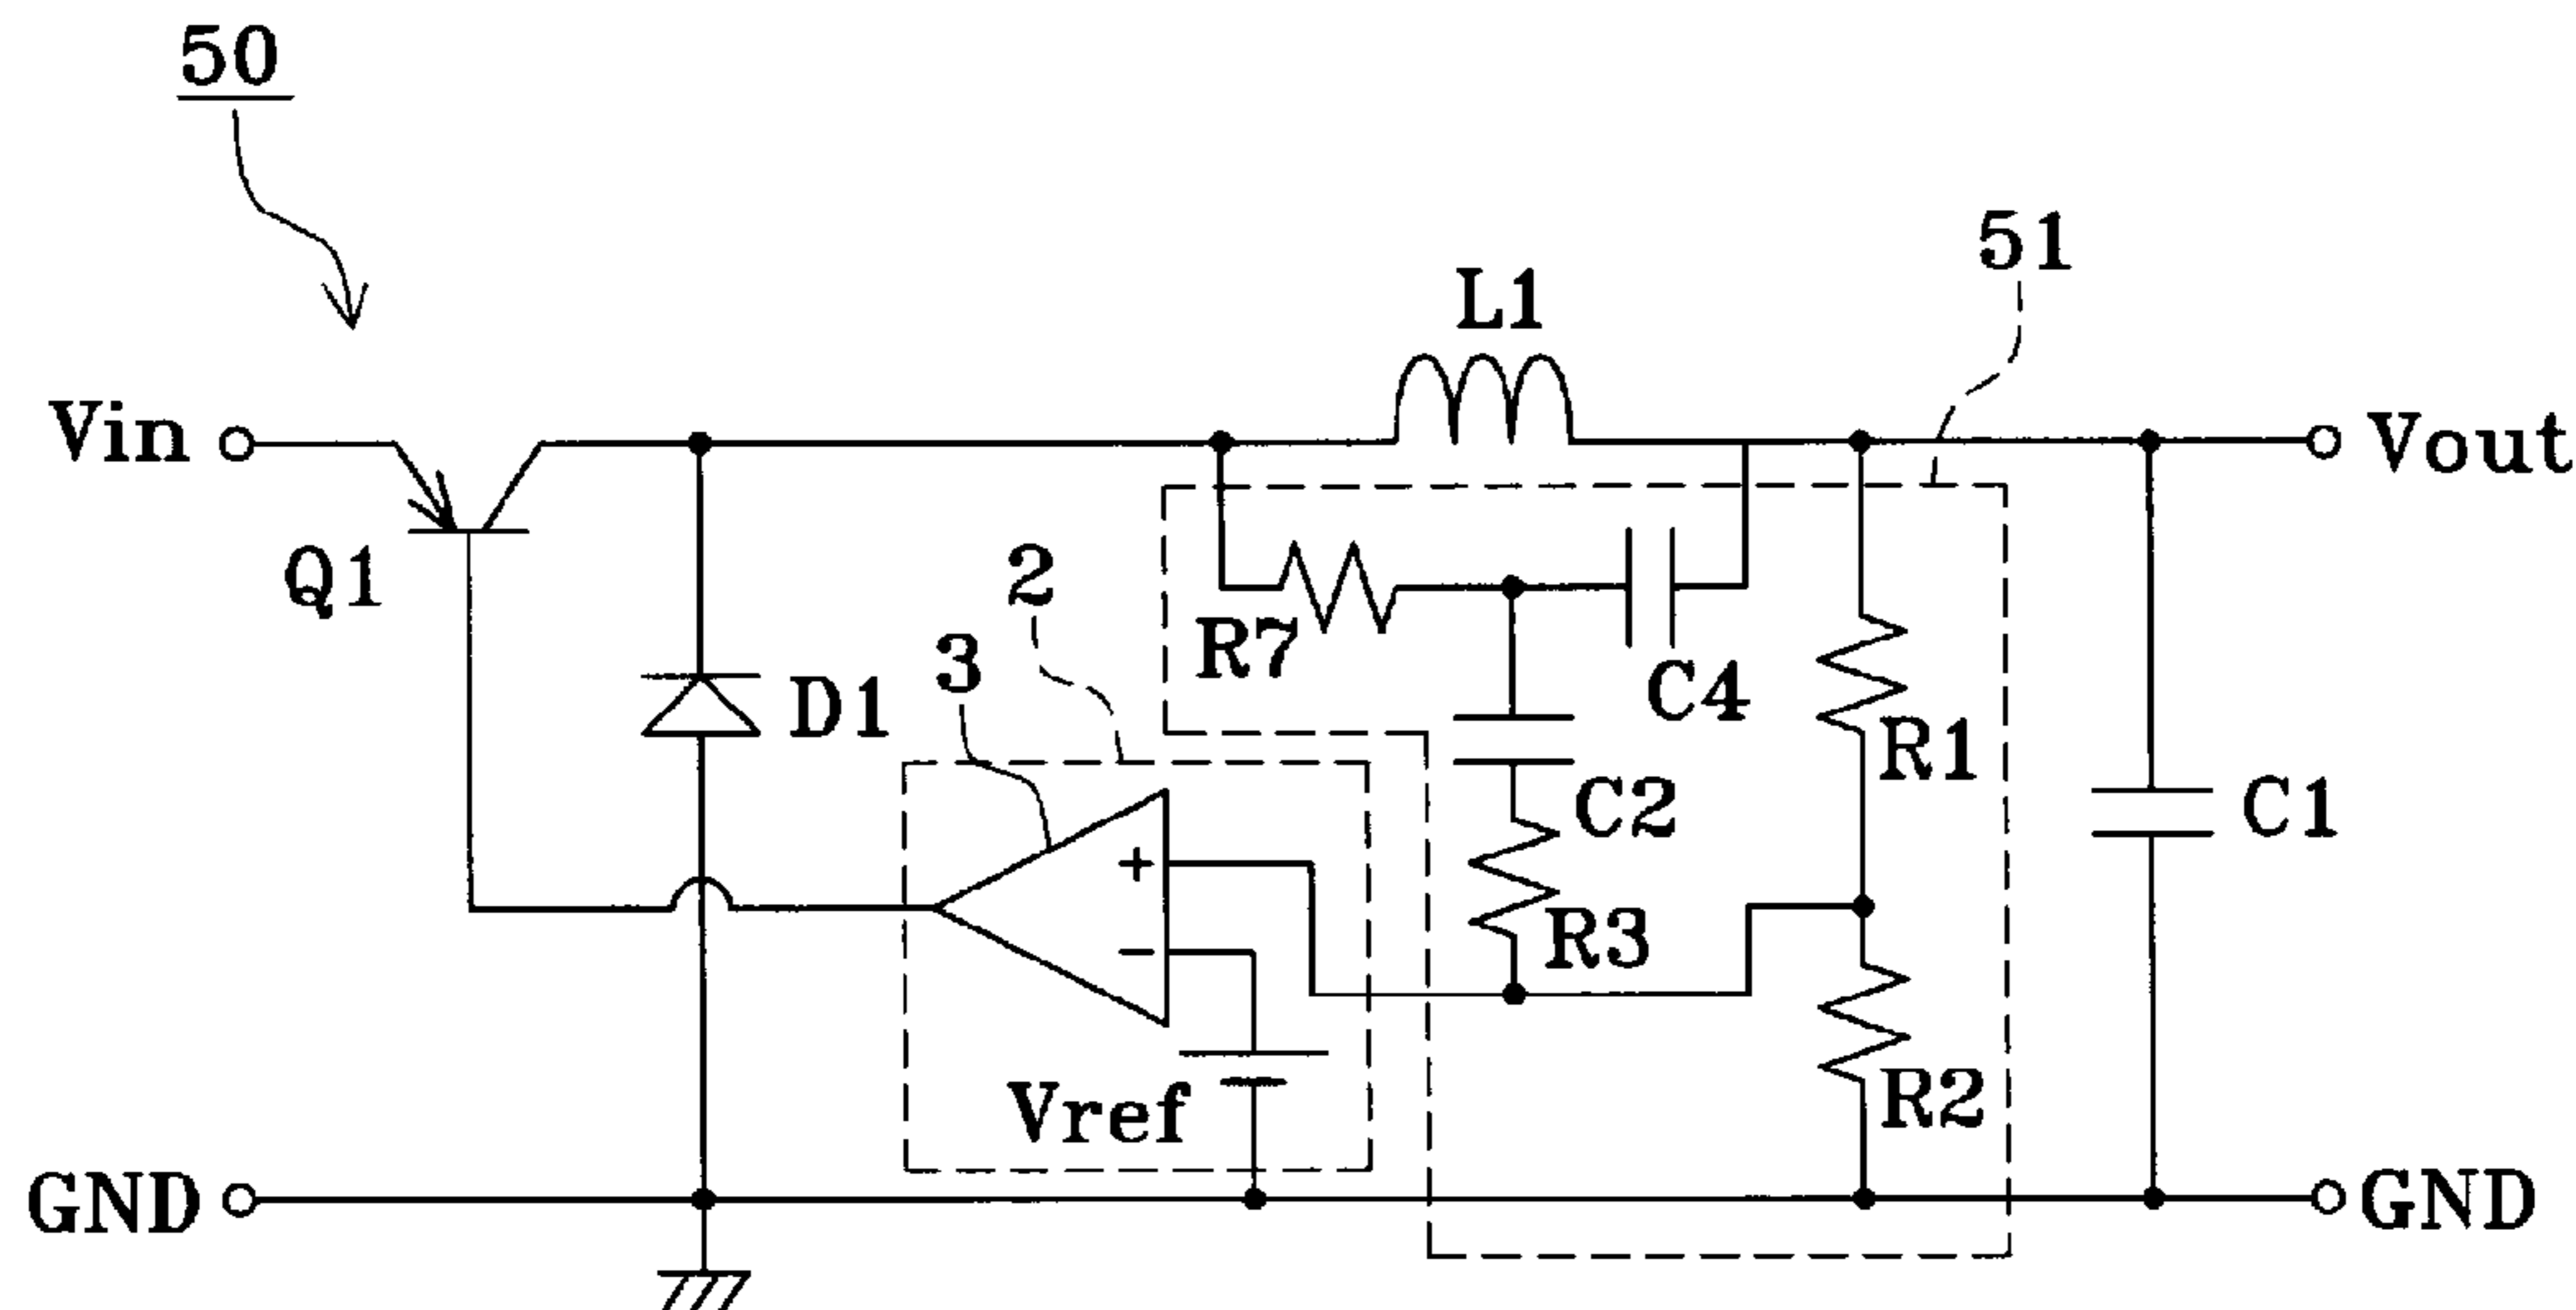 50
51
L1
Vin
Vout
Q1
2
R7
3
C4
D1
R1
C2
C1
+
R3
−
Vref
R2
GND
GND